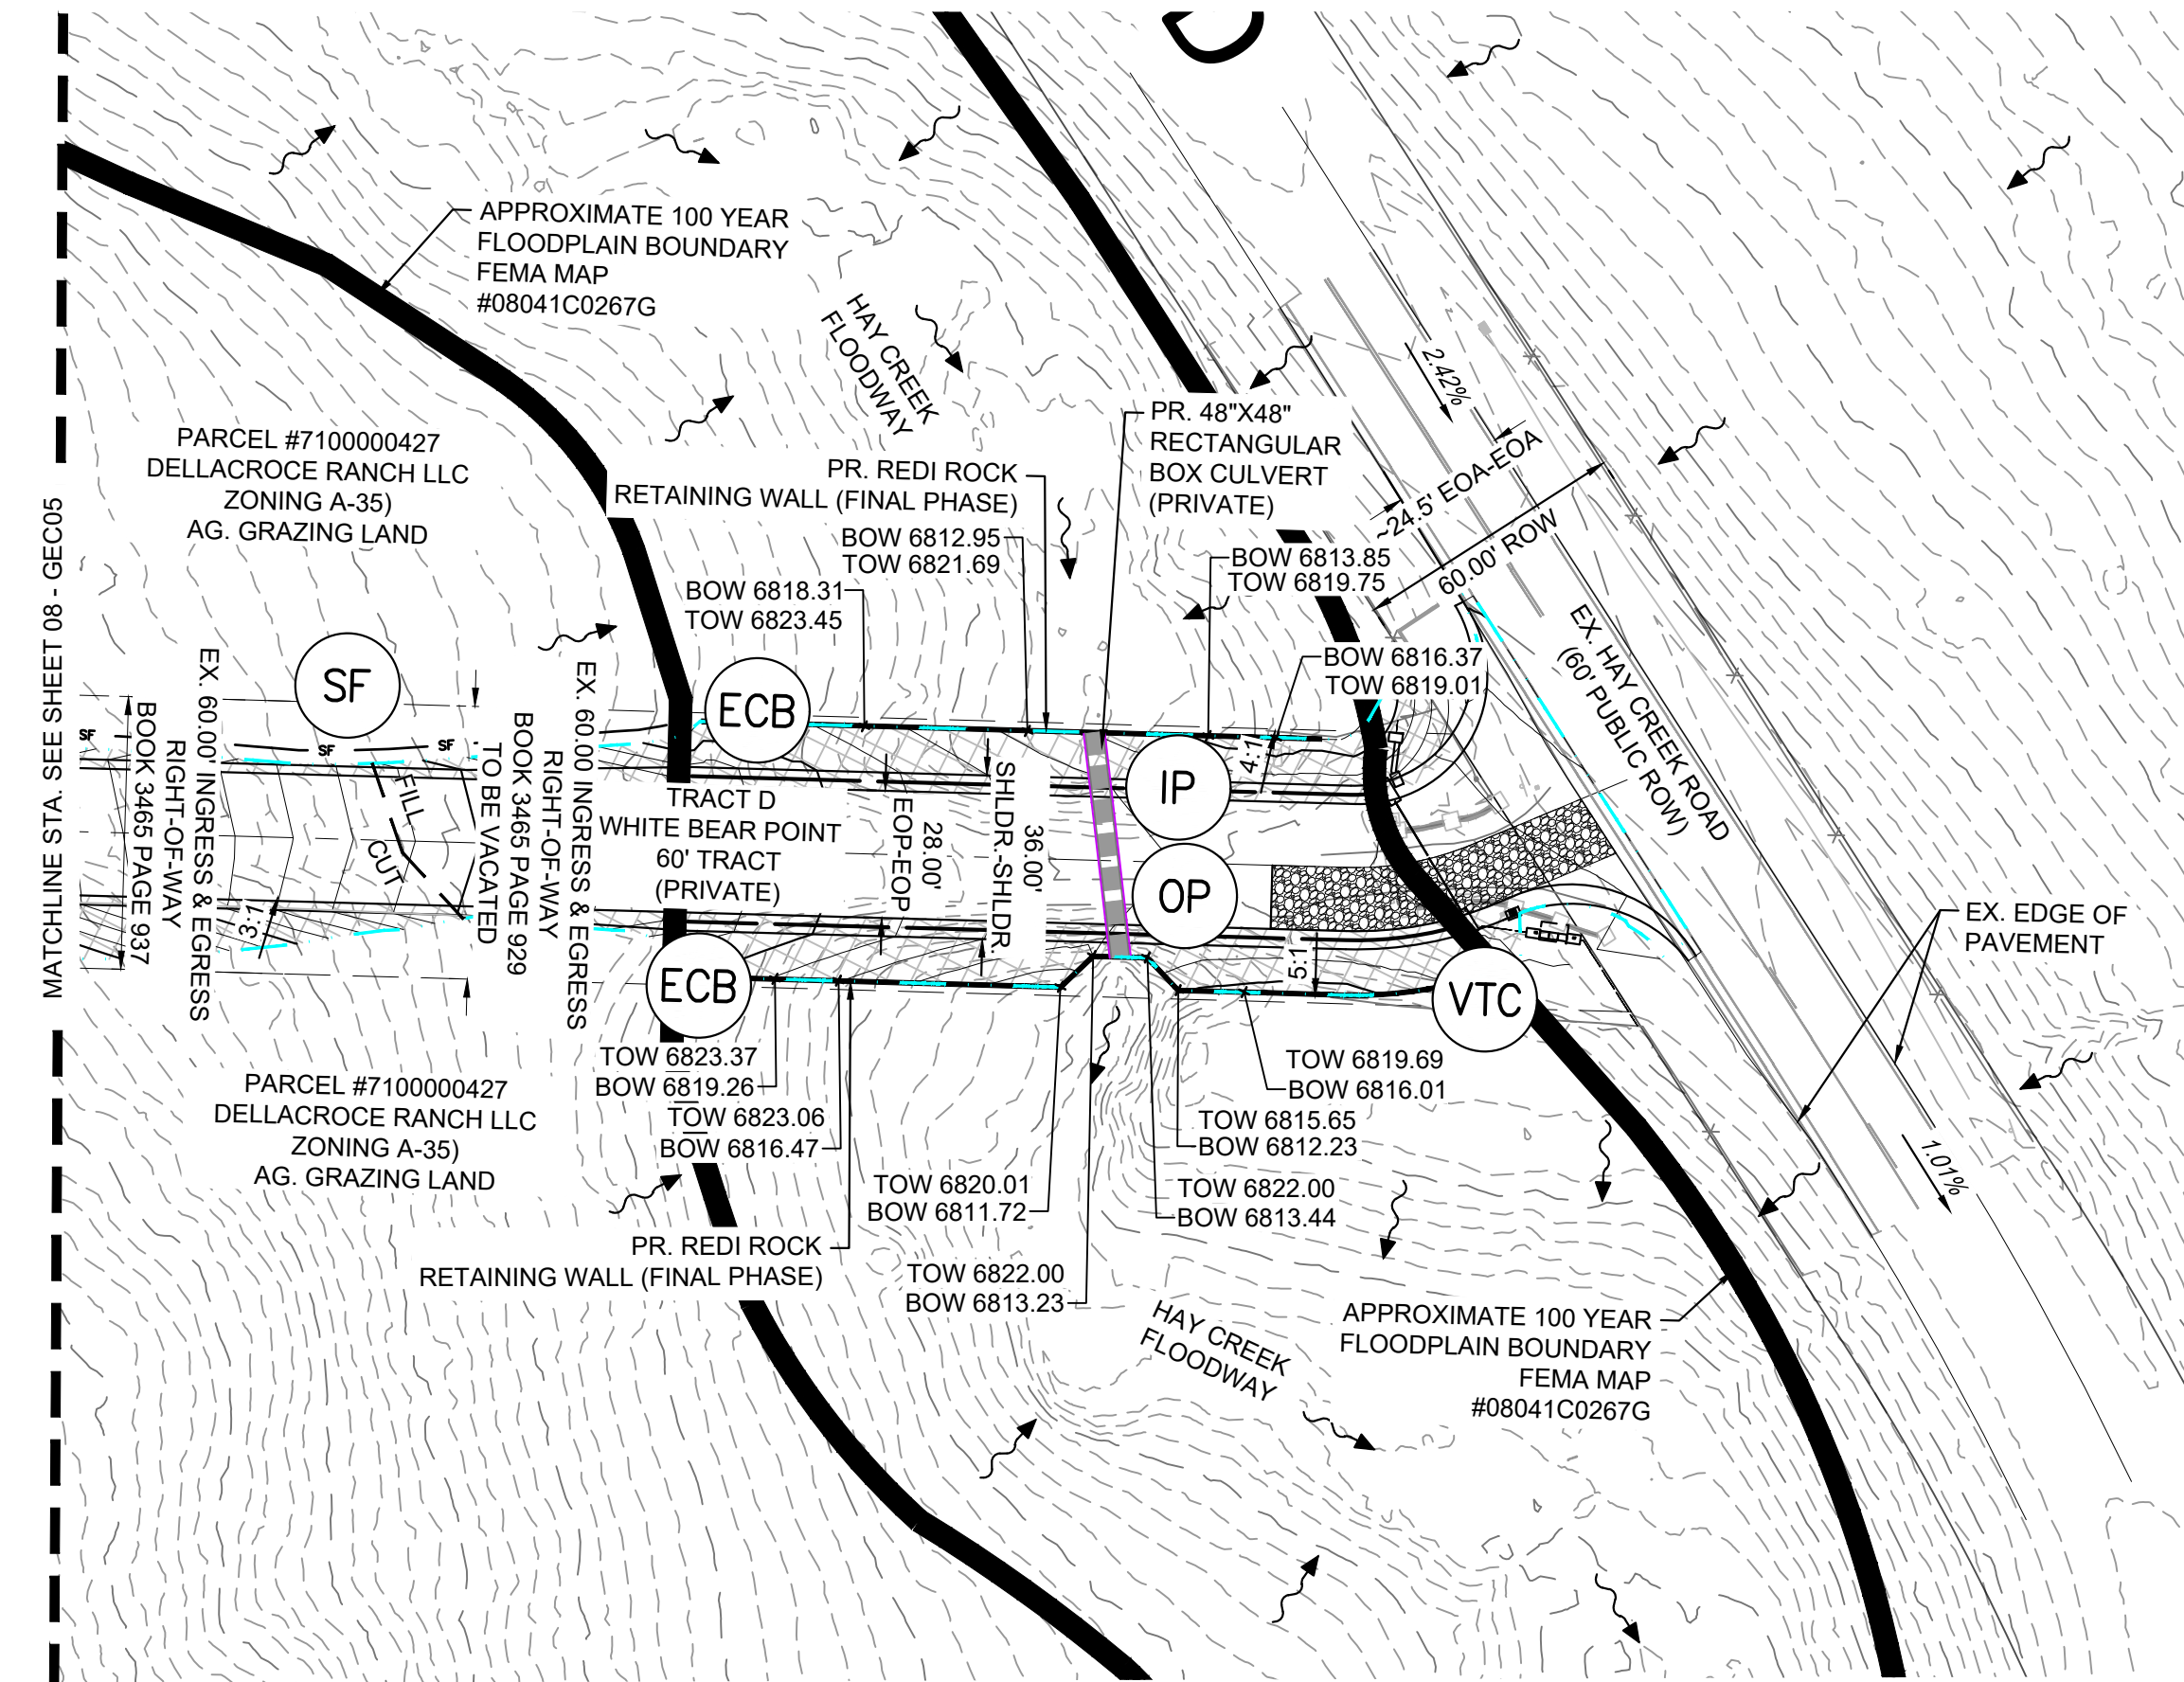 APPROXIMATE 100 YEAR
FLOODPLAIN BOUNDARY
FEMA MAP
#08041C0267G
HAY CREEK
FLOODWAY
2.42%
PARCEL #7100000427
DELLACROCE RANCH LLC
ZONING A-35)
AG. GRAZING LAND
PR. REDI ROCK
RETAINING WALL (FINAL PHASE)
PR. 48"X48"
RECTANGULAR
BOX CULVERT
(PRIVATE)
~24.5' EOA-EOA
60.00' ROW
BOW 6812.95
TOW 6821.69
BOW 6818.31
TOW 6823.45
BOW 6813.85
TOW 6819.75
BOW 6816.37
TOW 6819.01
EX. HAY CREEK ROAD
(60' PUBLIC ROW)
MATCHLINE STA. SEE SHEET 08 - GEC05
SF
ECB
IP
OP
ECB
VTC
SF
SF
SF
EX. 60.00' INGRESS & EGRESS
RIGHT-OF-WAY
BOOK 3465 PAGE 937
FILL
CUT
3:1
EX. 60.00 INGRESS & EGRESS
RIGHT-OF-WAY
BOOK 3465 PAGE 929
TO BE VACATED
TRACT D
WHITE BEAR POINT
60' TRACT
(PRIVATE)
28.00'
EOP-EOP
36.00'
SHLDR.-SHLDR
4:1
5:1
EX. EDGE OF
PAVEMENT
PARCEL #7100000427
DELLACROCE RANCH LLC
ZONING A-35)
AG. GRAZING LAND
TOW 6823.37
BOW 6819.26
TOW 6823.06
BOW 6816.47
TOW 6819.69
BOW 6816.01
TOW 6815.65
BOW 6812.23
TOW 6820.01
BOW 6811.72
TOW 6822.00
BOW 6813.44
TOW 6822.00
BOW 6813.23
PR. REDI ROCK
RETAINING WALL (FINAL PHASE)
1.01%
HAY CREEK
FLOODWAY
APPROXIMATE 100 YEAR
FLOODPLAIN BOUNDARY
FEMA MAP
#08041C0267G